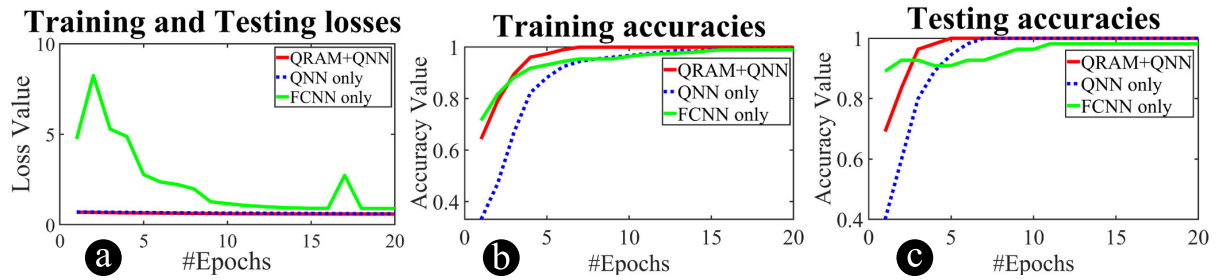 Training and Testing losses
10
5
0
Loss Value
QRAM+QNN
QNN only
FCNN only
0
5
10
15
20
#Epochs
a
Training accuracies
1
0.8
0.6
0.4
Accuracy Value
QRAM+QNN
QNN only
FCNN only
0
5
10
15
20
#Epochs
b
Testing accuracies
1
0.8
0.6
0.4
Accuracy Value
QRAM+QNN
QNN only
FCNN only
0
5
10
15
20
#Epochs
c